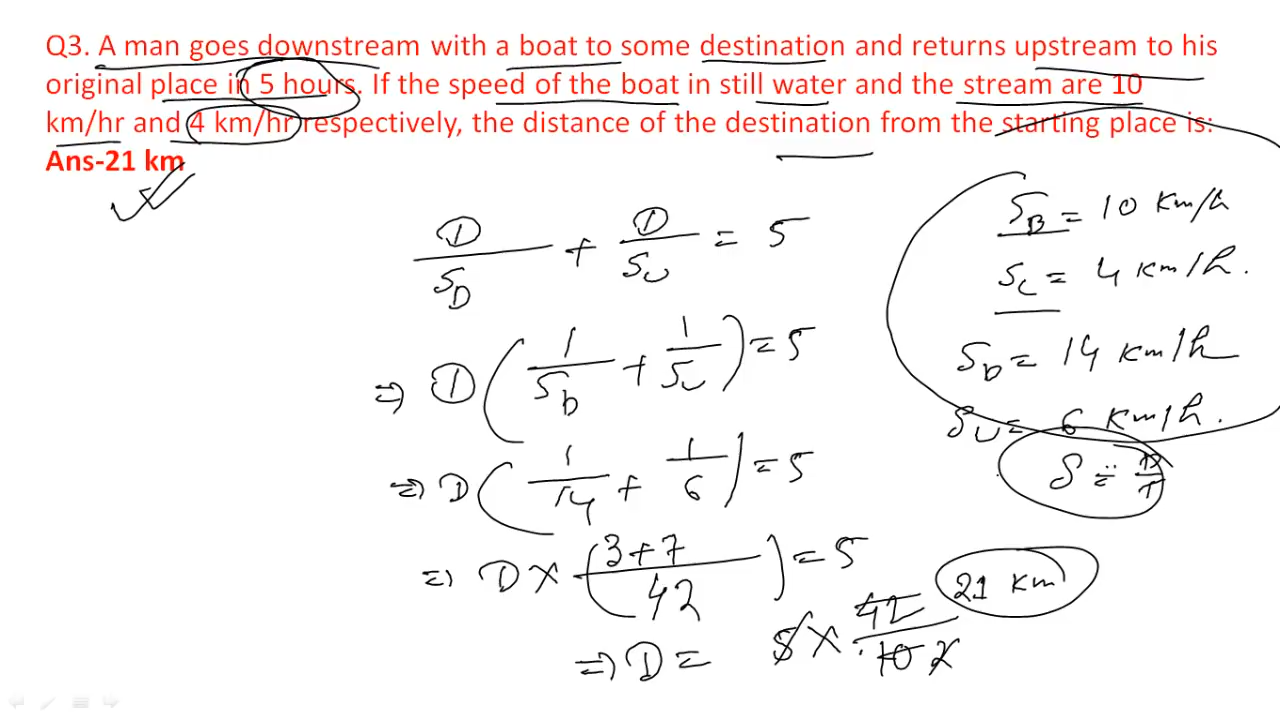 Q3. A man goes downstream with a boat to some destination and returns upstream to his
original place in 5 hours. If the speed of the boat in still water and the stream are 10
km/hr and 4 km/hr respectively, the distance of the destination from the starting place is:
Ans-21 km
D/S_D + D/S_U = 5
⇒ D(1/S_D + 1/S_U) = 5
⇒ D(1/14 + 1/6) = 5
⇒ D × (3+7/42) = 5
⇒ D = 5 × 42/10 2
21 km
S_B = 10 km/h
S_C = 4 km/h.
S_D = 14 km/h
S_U = 6 km/h.
S = D/T